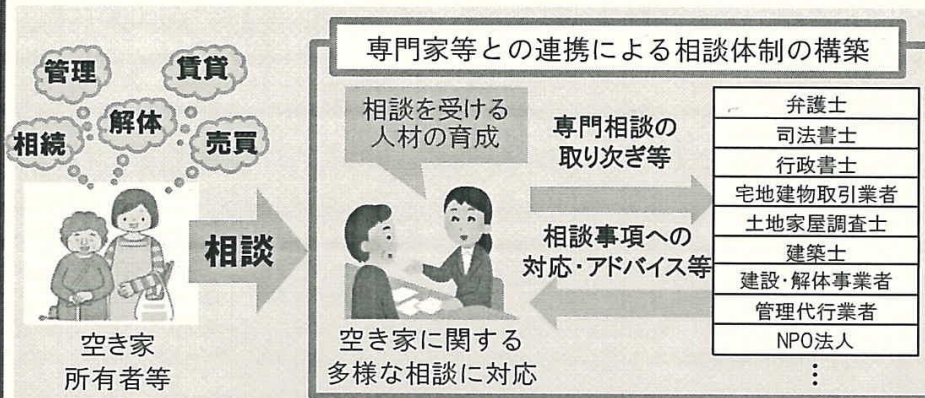 専門家等との連携による相談体制の構築
管理
賃貸
相続
解体
売買
相談
空き家
所有者等
相談を受ける
人材の育成
空き家に関する
多様な相談に対応
専門相談の
取り次ぎ等
相談事項への
対応・アドバイス等
弁護士
司法書士
行政書士
宅地建物取引業者
土地家屋調査士
建築士
建設・解体事業者
管理代行業者
NPO法人
⋮